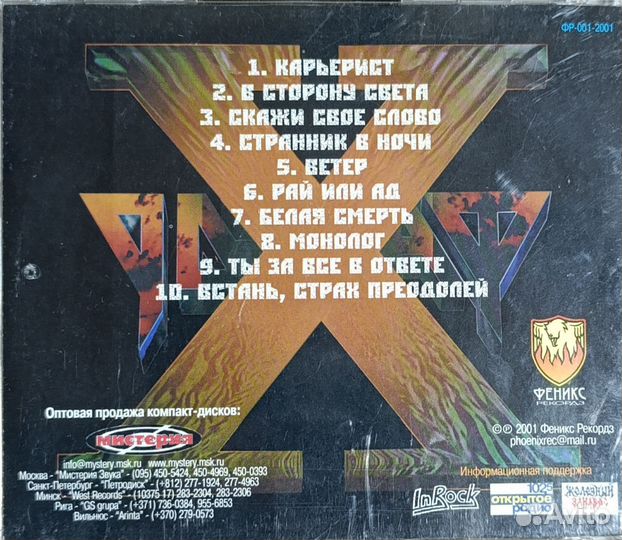 ФР-001-2001
1. КАРЬЕРИСТ
2. В СТОРОНУ СВЕТА
3. СКАЖИ СВОЕ СЛОВО
4. СТРАННИК В НОЧИ
5. ВЕТЕР
6. РАЙ ИЛИ АД
7. БЕЛАЯ СМЕРТЬ
8. МОНОЛОГ
9. ТЫ ЗА ВСЕ В ОТВЕТЕ
10. ВСТАНЬ, СТРАХ ПРЕОДОЛЕЙ
ФЕНИКС
РЕКОРДЗ
Оптовая продажа компакт-дисков:
мистерия
info@mystery.msk.ru www.mystery.msk.ru
Москва - "Мистерия Звука" - (095) 450-5424, 450-4969, 450-0393
Санкт-Петербург - "Петродиск" - (+812) 277-1924, 277-4963
Минск - "West Records" - (10375 17) 283-2304, 283-2306
Рига - "GS grupa" - (+371) 736-0384, 955-6853
Вильнюс - "Arinta" - (+370) 279-0573
©℗ 2001 Феникс Рекордз
phoenixrec@mail.ru
Информационная поддержка
InRock
102.5
ОТКРЫТОЕ
РАДИО
ЖЕЛЕЗНЫЙ
ЗАНАВЕС
Avito